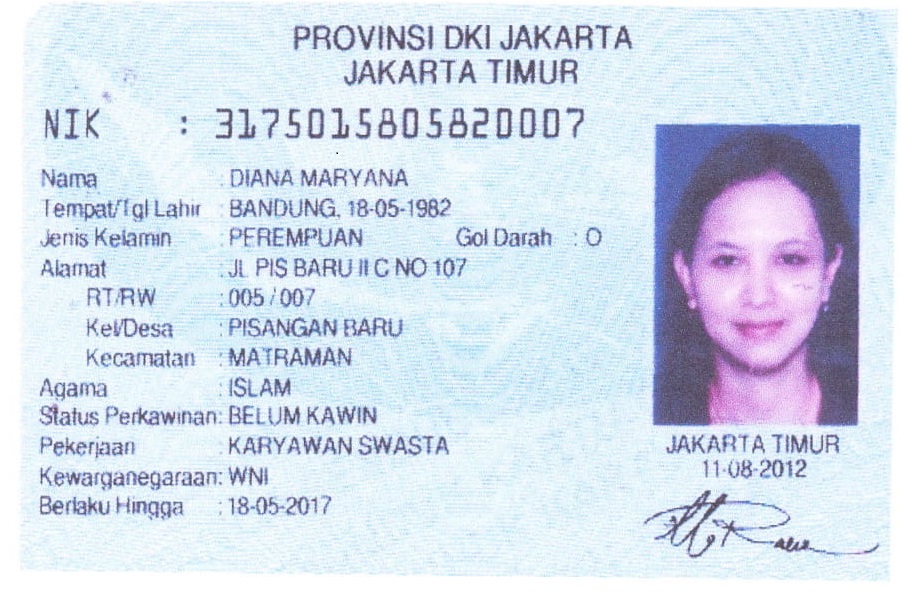 PROVINSI DKI JAKARTA
JAKARTA TIMUR
NIK : 3175015805820007
Nama : DIANA MARYANA
Tempat/Tgl Lahir : BANDUNG, 18-05-1982
Jenis Kelamin : PEREMPUAN Gol Darah : O
Alamat : JL PIS BARU II C NO 107
RT/RW : 005 / 007
Kel/Desa : PISANGAN BARU
Kecamatan : MATRAMAN
Agama : ISLAM
Status Perkawinan: BELUM KAWIN
Pekerjaan : KARYAWAN SWASTA
Kewarganegaraan: WNI
Berlaku Hingga : 18-05-2017
JAKARTA TIMUR
11-08-2012